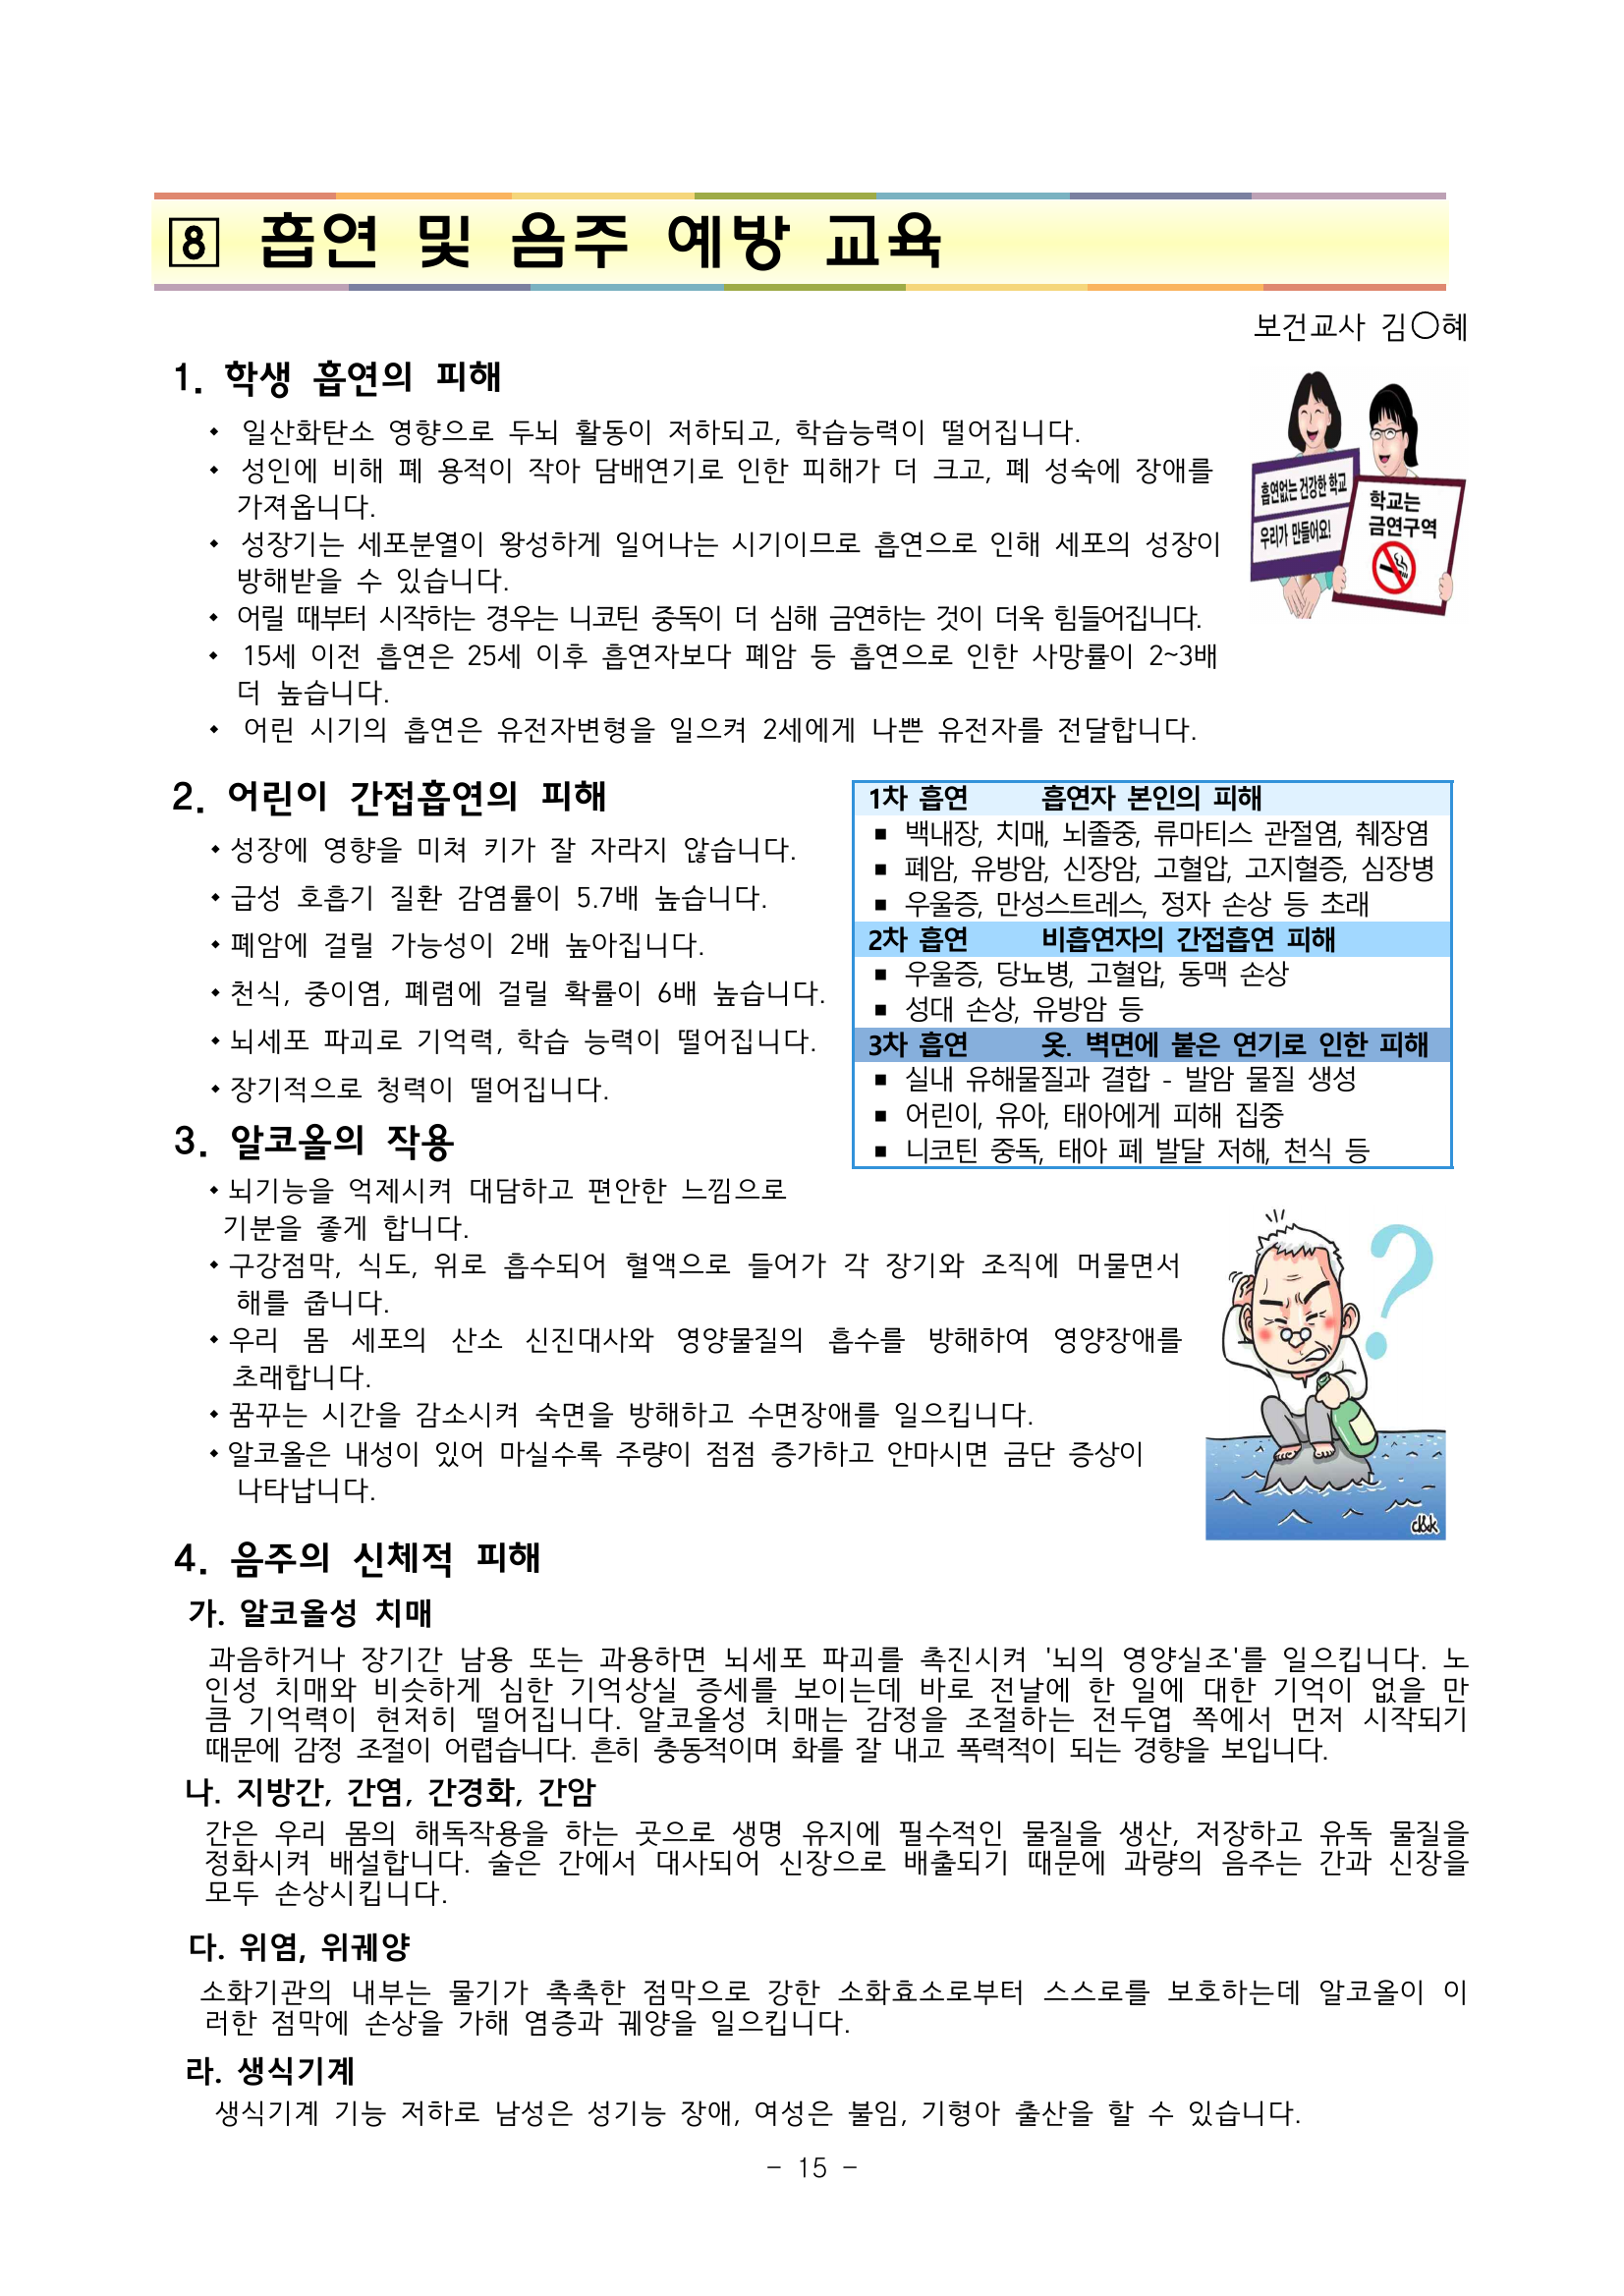 8 흡연 및 음주 예방 교육
보건교사 김○혜
1. 학생 흡연의 피해
◆ 일산화탄소 영향으로 두뇌 활동이 저하되고, 학습능력이 떨어집니다.
◆ 성인에 비해 폐 용적이 작아 담배연기로 인한 피해가 더 크고, 폐 성숙에 장애를
가져옵니다.
◆ 성장기는 세포분열이 왕성하게 일어나는 시기이므로 흡연으로 인해 세포의 성장이
방해받을 수 있습니다.
◆ 어릴 때부터 시작하는 경우는 니코틴 중독이 더 심해 금연하는 것이 더욱 힘들어집니다.
◆ 15세 이전 흡연은 25세 이후 흡연자보다 폐암 등 흡연으로 인한 사망률이 2~3배
더 높습니다.
◆ 어린 시기의 흡연은 유전자변형을 일으켜 2세에게 나쁜 유전자를 전달합니다.
흡연없는 건강한 학교
우리가 만들어요!
학교는
금연구역
2. 어린이 간접흡연의 피해
◆ 성장에 영향을 미쳐 키가 잘 자라지 않습니다.
◆ 급성 호흡기 질환 감염률이 5.7배 높습니다.
◆ 폐암에 걸릴 가능성이 2배 높아집니다.
◆ 천식, 중이염, 폐렴에 걸릴 확률이 6배 높습니다.
◆ 뇌세포 파괴로 기억력, 학습 능력이 떨어집니다.
◆ 장기적으로 청력이 떨어집니다.
1차 흡연 흡연자 본인의 피해
■ 백내장, 치매, 뇌졸중, 류마티스 관절염, 췌장염
■ 폐암, 유방암, 신장암, 고혈압, 고지혈증, 심장병
■ 우울증, 만성스트레스, 정자 손상 등 초래
2차 흡연 비흡연자의 간접흡연 피해
■ 우울증, 당뇨병, 고혈압, 동맥 손상
■ 성대 손상, 유방암 등
3차 흡연 옷. 벽면에 붙은 연기로 인한 피해
■ 실내 유해물질과 결합 - 발암 물질 생성
■ 어린이, 유아, 태아에게 피해 집중
■ 니코틴 중독, 태아 폐 발달 저해, 천식 등
3. 알코올의 작용
◆ 뇌기능을 억제시켜 대담하고 편안한 느낌으로
기분을 좋게 합니다.
◆ 구강점막, 식도, 위로 흡수되어 혈액으로 들어가 각 장기와 조직에 머물면서
해를 줍니다.
◆ 우리 몸 세포의 산소 신진대사와 영양물질의 흡수를 방해하여 영양장애를
초래합니다.
◆ 꿈꾸는 시간을 감소시켜 숙면을 방해하고 수면장애를 일으킵니다.
◆ 알코올은 내성이 있어 마실수록 주량이 점점 증가하고 안마시면 금단 증상이
나타납니다.
?
d&k
4. 음주의 신체적 피해
가. 알코올성 치매
과음하거나 장기간 남용 또는 과용하면 뇌세포 파괴를 촉진시켜 '뇌의 영양실조'를 일으킵니다. 노
인성 치매와 비슷하게 심한 기억상실 증세를 보이는데 바로 전날에 한 일에 대한 기억이 없을 만
큼 기억력이 현저히 떨어집니다. 알코올성 치매는 감정을 조절하는 전두엽 쪽에서 먼저 시작되기
때문에 감정 조절이 어렵습니다. 흔히 충동적이며 화를 잘 내고 폭력적이 되는 경향을 보입니다.
나. 지방간, 간염, 간경화, 간암
간은 우리 몸의 해독작용을 하는 곳으로 생명 유지에 필수적인 물질을 생산, 저장하고 유독 물질을
정화시켜 배설합니다. 술은 간에서 대사되어 신장으로 배출되기 때문에 과량의 음주는 간과 신장을
모두 손상시킵니다.
다. 위염, 위궤양
소화기관의 내부는 물기가 촉촉한 점막으로 강한 소화효소로부터 스스로를 보호하는데 알코올이 이
러한 점막에 손상을 가해 염증과 궤양을 일으킵니다.
라. 생식기계
생식기계 기능 저하로 남성은 성기능 장애, 여성은 불임, 기형아 출산을 할 수 있습니다.
- 15 -